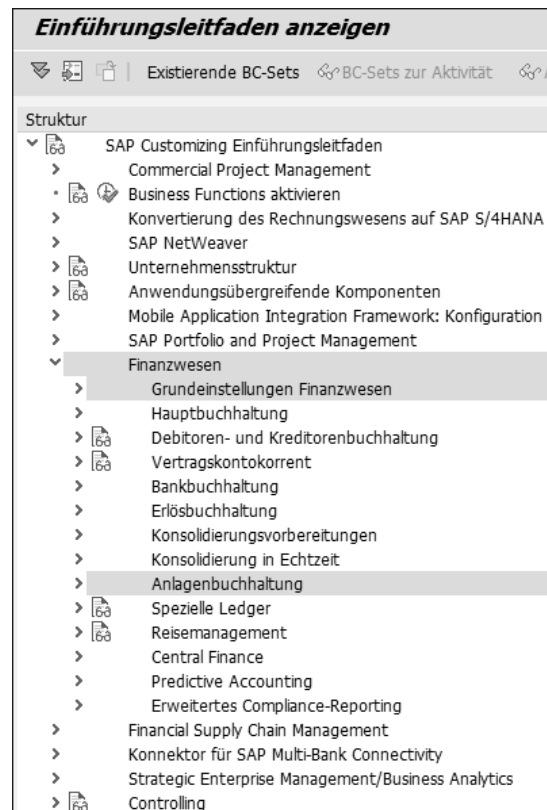 Einführungsleitfaden anzeigen
Existierende BC-Sets BC-Sets zur Aktivität
Struktur
SAP Customizing Einführungsleitfaden
Commercial Project Management
Business Functions aktivieren
Konvertierung des Rechnungswesens auf SAP S/4HANA
SAP NetWeaver
Unternehmensstruktur
Anwendungsübergreifende Komponenten
Mobile Application Integration Framework: Konfiguration
SAP Portfolio and Project Management
Finanzwesen
Grundeinstellungen Finanzwesen
Hauptbuchhaltung
Debitoren- und Kreditorenbuchhaltung
Vertragskontokorrent
Bankbuchhaltung
Erlösbuchhaltung
Konsolidierungsvorbereitungen
Konsolidierung in Echtzeit
Anlagenbuchhaltung
Spezielle Ledger
Reisemanagement
Central Finance
Predictive Accounting
Erweitertes Compliance-Reporting
Financial Supply Chain Management
Konnektor für SAP Multi-Bank Connectivity
Strategic Enterprise Management/Business Analytics
Controlling